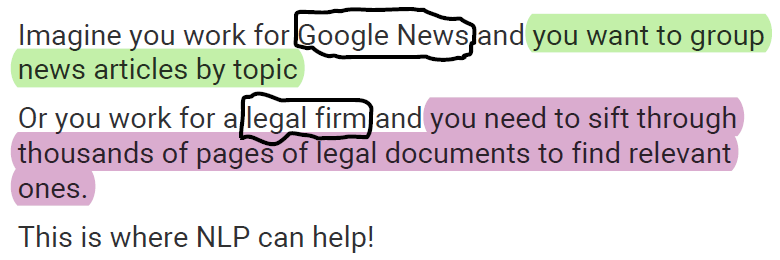 Imagine you work for Google News and you want to group
news articles by topic
Or you work for a legal firm and you need to sift through
thousands of pages of legal documents to find relevant
ones.
This is where NLP can help!